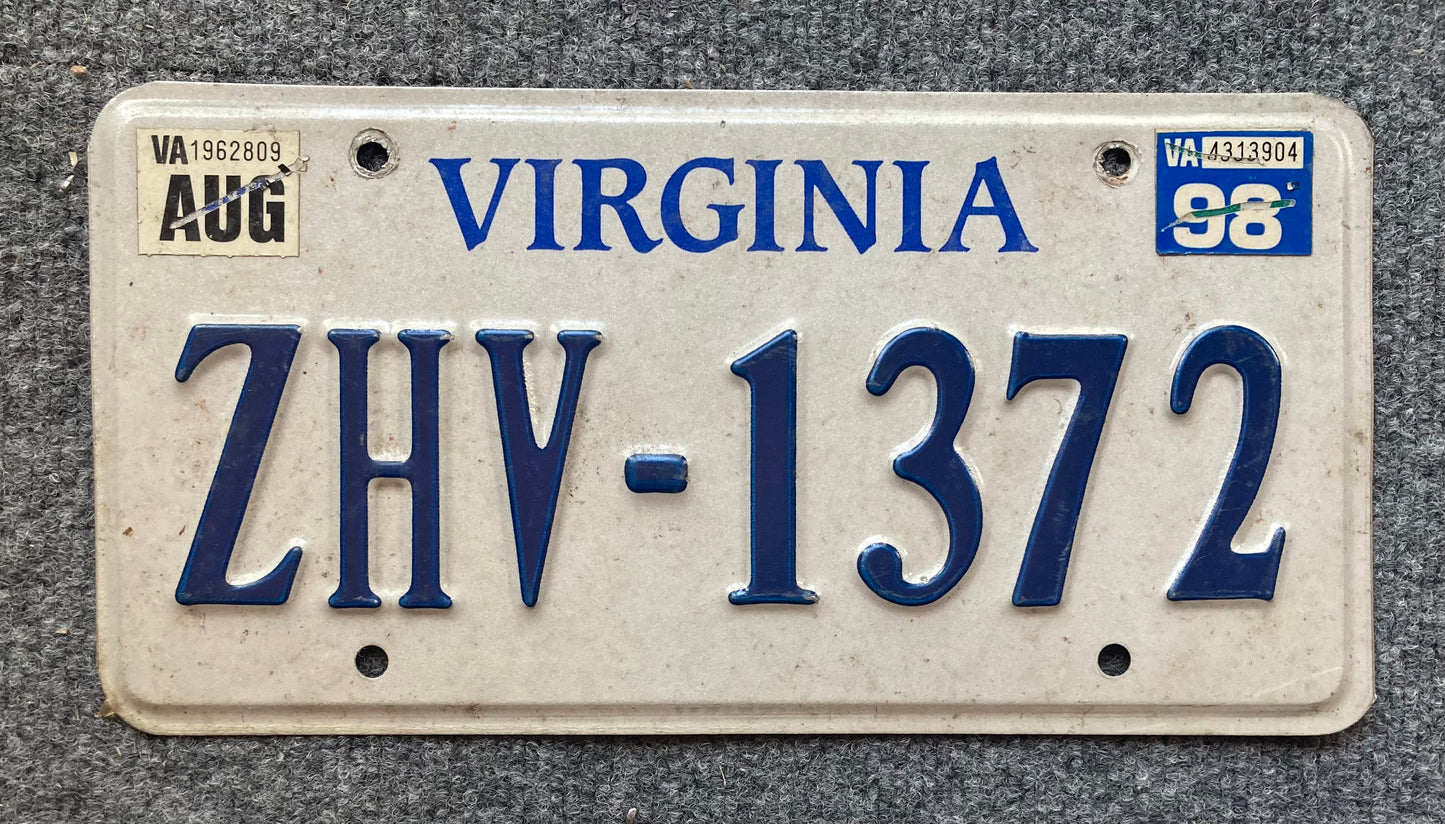 VA 1962809
AUG
VIRGINIA
VA 4313904
98
ZHV-1372